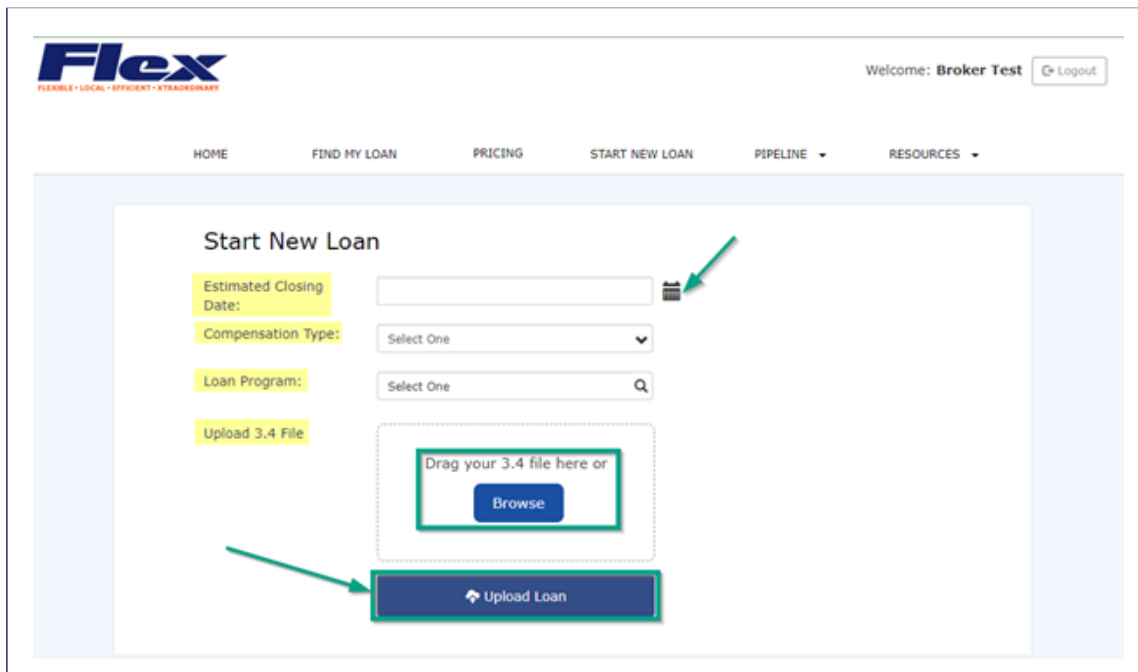 Flex
FLEXIBLE • LOCAL • EFFICIENT • XTRAORDINARY
Welcome: Broker Test
Logout
HOME
FIND MY LOAN
PRICING
START NEW LOAN
PIPELINE
RESOURCES
Start New Loan
Estimated Closing
Date:
Compensation Type:
Select One
Loan Program:
Select One
Upload 3.4 File
Drag your 3.4 file here or
Browse
Upload Loan